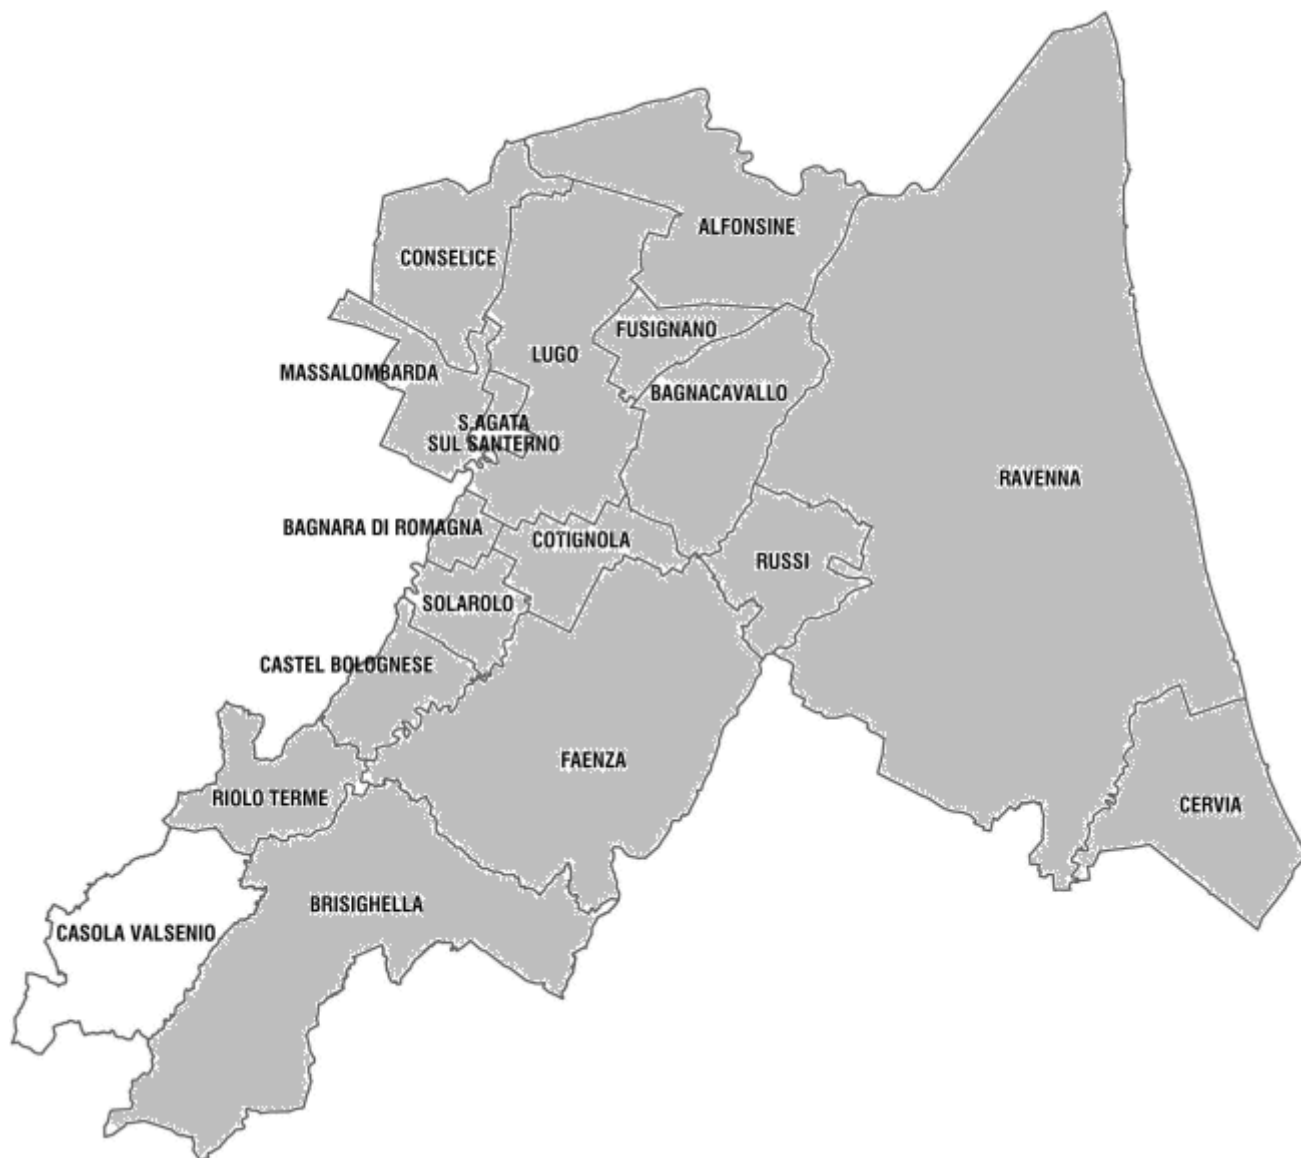 ALFONSINE
CONSELICE
FUSIGNANO
LUGO
MASSALOMBARDA
BAGNACAVALLO
S.AGATA
SUL SANTERNO
RAVENNA
BAGNARA DI ROMAGNA
COTIGNOLA
RUSSI
SOLAROLO
CASTEL BOLOGNESE
FAENZA
RIOLO TERME
CERVIA
BRISIGHELLA
CASOLA VALSENIO